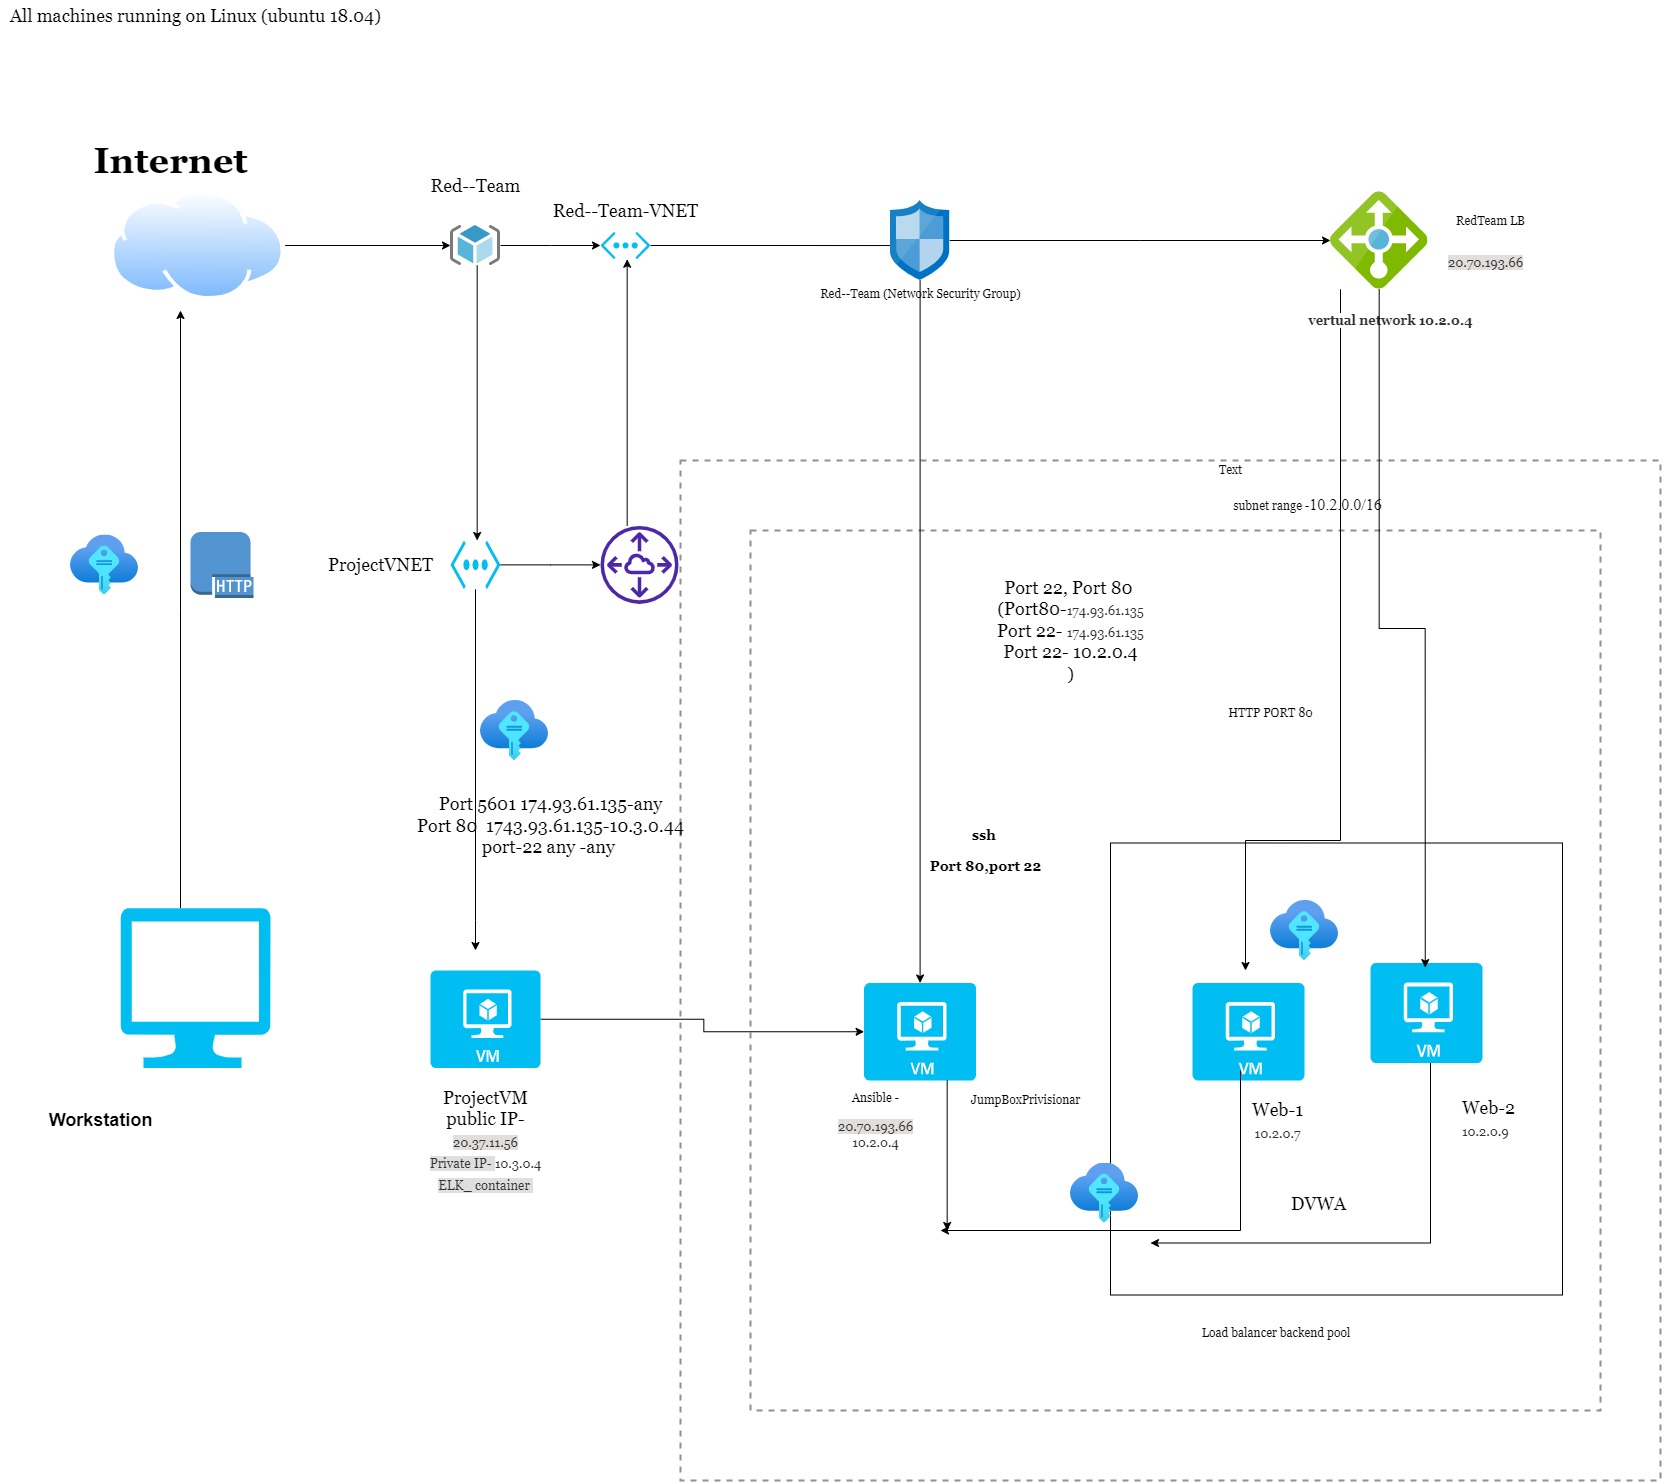 All machines running on Linux (ubuntu 18.04)
Internet
Red--Team
Red--Team-VNET
Red--Team (Network Security Group)
RedTeam LB
20.70.193.66
vertual network 10.2.0.4
Text
subnet range -10.2.0.0/16
HTTP
ProjectVNET
Port 22, Port 80
(Port80-174.93.61.135
Port 22- 174.93.61.135
Port 22- 10.2.0.4
)
HTTP PORT 80
Port 5601 174.93.61.135-any
Port 80  1743.93.61.135-10.3.0.44
port-22 any -any
ssh
Port 80,port 22
VM
VM
VM
VM
Workstation
ProjectVM
public IP-
20.37.11.56
Private IP- 10.3.0.4
ELK_ container
Ansible -
20.70.193.66
10.2.0.4
JumpBoxPrivisionar
Web-1
10.2.0.7
Web-2
10.2.0.9
DVWA
Load balancer backend pool